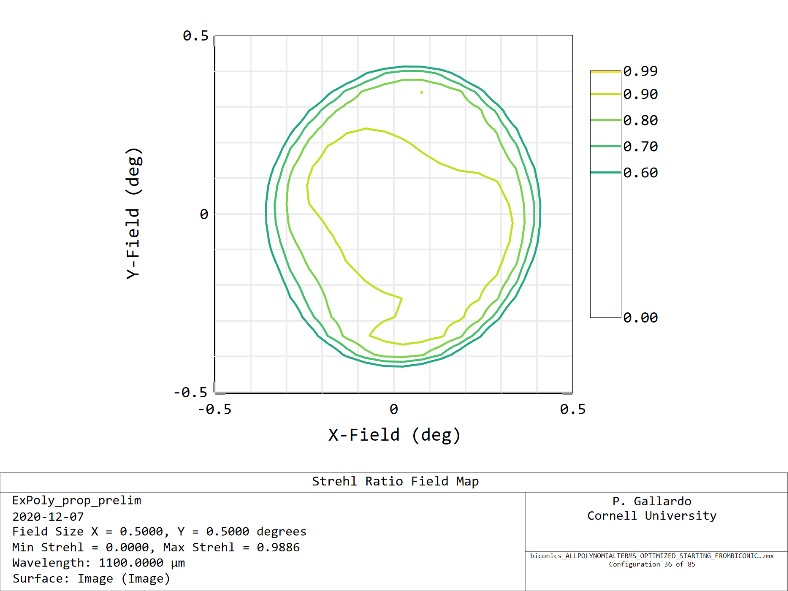 0.5
0
-0.5
Y-Field (deg)
-0.5
0
0.5
X-Field (deg)
0.99
0.90
0.80
0.70
0.60
0.00
Strehl Ratio Field Map
ExPoly_prop_prelim
2020-12-07
Field Size X = 0.5000, Y = 0.5000 degrees
Min Strehl = 0.0000, Max Strehl = 0.9886
Wavelength: 1100.0000 µm
Surface: Image (Image)
P. Gallardo
Cornell University
biconics_ALLPOLYNOMIALTERMS_OPTIMIZED_STARTING_FROMBICONIC.zmx
Configuration 36 of 85